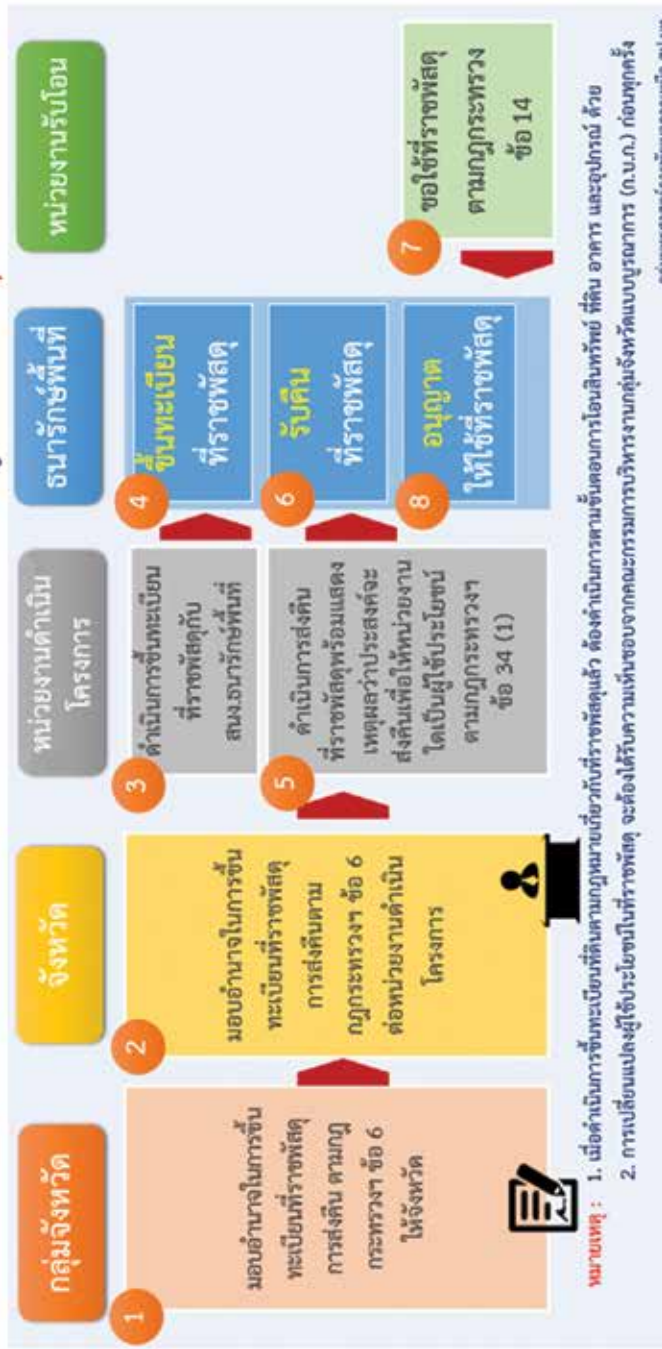 กลุ่มจังหวัด
จังหวัด
หน่วยงานดำเนิน
โครงการ
ธนารักษ์พื้นที่
หน่วยงานรับโอน
1
มอบอำนาจในการขึ้น
ทะเบียนที่ราชพัสดุ
การส่งคืน ตามกฎ
กระทรวงฯ ข้อ 6
ให้จังหวัด
2
มอบอำนาจในการขึ้น
ทะเบียนที่ราชพัสดุ
การส่งคืนตาม
กฎกระทรวงฯ ข้อ 6
ต่อหน่วยงานดำเนิน
โครงการ
3
ดำเนินการขึ้นทะเบียน
ที่ราชพัสดุกับ
สนง.ธนารักษ์พื้นที่
4
ขึ้นทะเบียน
ที่ราชพัสดุ
5
ดำเนินการส่งคืน
ที่ราชพัสดุพร้อมแสดง
เหตุผลว่าประสงค์จะ
ส่งคืนเพื่อให้หน่วยงาน
ใดเป็นผู้ใช้ประโยชน์
ตามกฎกระทรวงฯ
ข้อ 34 (1)
6
รับคืน
ที่ราชพัสดุ
7
ขอใช้ที่ราชพัสดุ
ตามกฎกระทรวง
ข้อ 14
8
อนุญาต
ให้ใช้ที่ราชพัสดุ
หมายเหตุ : 1. เมื่อดำเนินการขึ้นทะเบียนที่ดินตามกฎหมายเกี่ยวกับที่ราชพัสดุแล้ว ต้องดำเนินการตามขั้นตอนการโอนสินทรัพย์ ที่ดิน อาคาร และอุปกรณ์ ด้วย
2. การเปลี่ยนแปลงผู้ใช้ประโยชน์ในที่ราชพัสดุ จะต้องได้รับความเห็นชอบจากคณะกรรมการบริหารงานกลุ่มจังหวัดแบบบูรณาการ (ก.บ.ก.) ก่อนทุกครั้ง